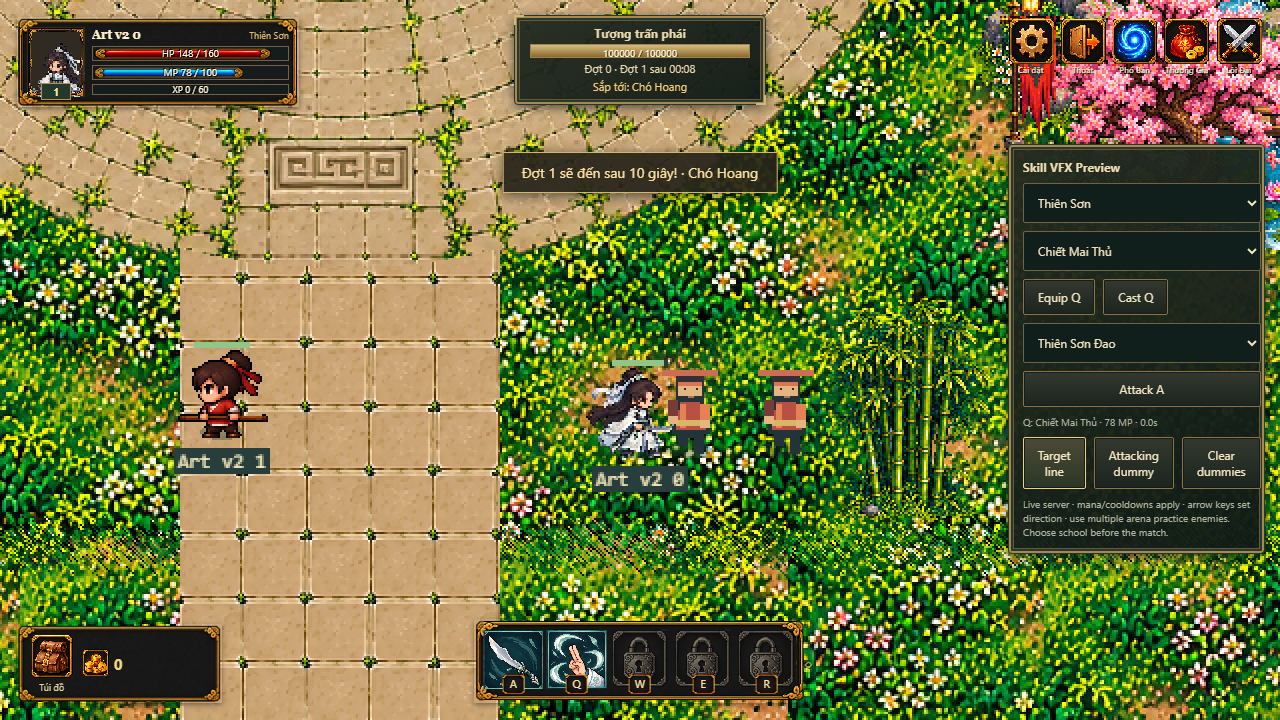 Art v2 0
Thiên Sơn
HP 148 / 160
MP 78 / 100
XP 0 / 60
1
Tượng trấn phái
100000 / 100000
Đợt 0 · Đợt 1 sau 00:08
Sắp tới: Chó Hoang
Cài đặt
Thoát
Phó bản
Đợt 1 sẽ đến sau 10 giây! · Chó Hoang
Skill VFX Preview
Thiên Sơn
Chiết Mai Thủ
Equip Q
Cast Q
Thiên Sơn Đao
Attack A
Q: Chiết Mai Thủ · 78 MP · 0.0s
Target
line
Attacking
dummy
Clear
dummies
Live server · mana/cooldowns apply · arrow keys set
direction · use multiple arena practice enemies.
Choose school before the match.
Art v2 1
Art v2 0
0
Túi đồ
A
Q
W
E
R